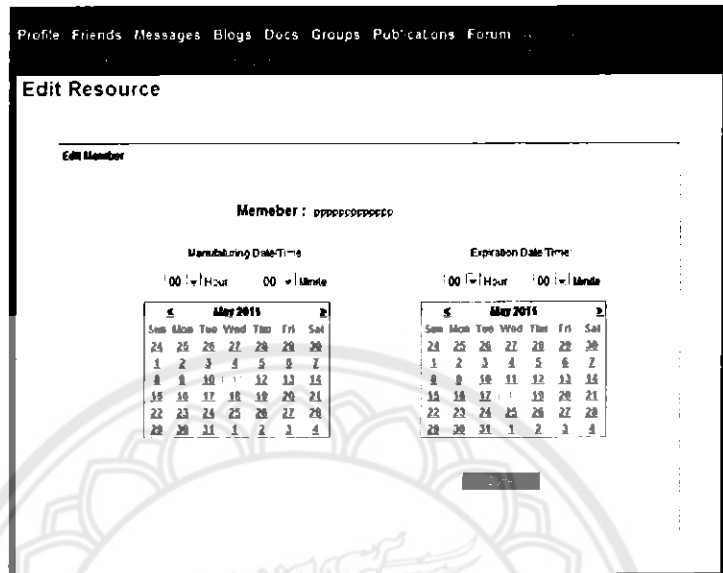 Profile Friends Messages Blogs Docs Groups Publications Forum
Edit Resource
Edit Member
Memeber :
Date/Time Expiration Date/Time
00 Hour 00 Minite 00 Hour 00 Minite
< May 2011 > < May 2011 >
Sun Mon Tue Wed Thu Fri Sat Sun Mon Tue Wed Thu Fri Sat
24 25 26 27 28 29 30 24 25 26 27 28 29 30
1 2 3 4 5 6 7 1 2 3 4 5 6 7
8 9 10 12 13 14 8 9 10 11 12 13 14
15 16 17 18 19 20 21 15 16 17 19 20 21
22 23 24 25 26 27 28 22 23 24 25 26 27 28
29 30 31 1 2 3 4 29 30 31 1 2 3 4